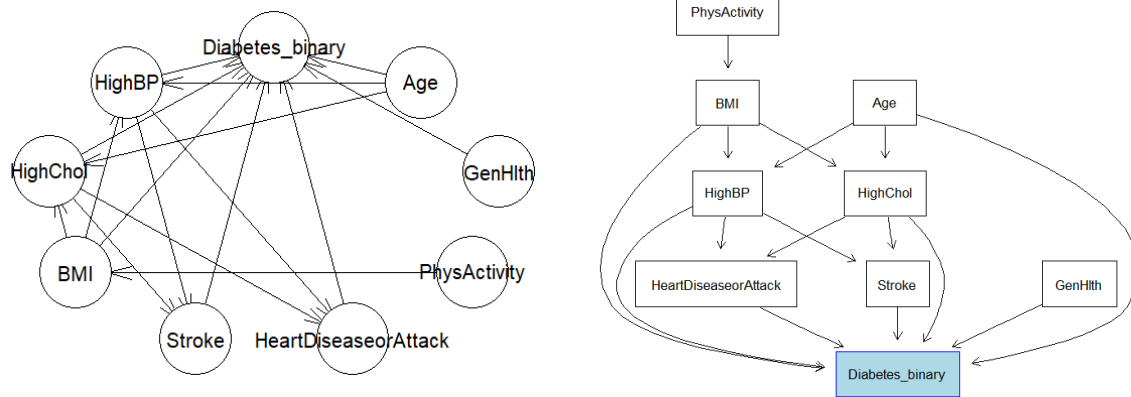 Diabetes_binary
HighBP
Age
HighChol
GenHlth
BMI
PhysActivity
Stroke
HeartDiseaseorAttack
PhysActivity
BMI
Age
HighBP
HighChol
HeartDiseaseorAttack
Stroke
GenHlth
Diabetes_binary